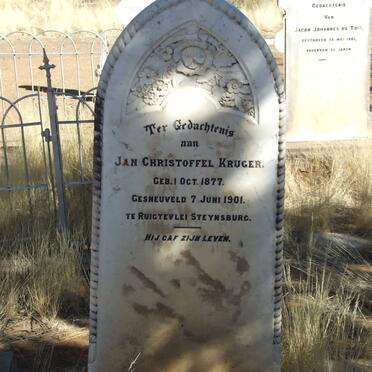 Ter Gedachtenis
aan
JAN CHRISTOFFEL KRUGER.
GEB. 1 OCT. 1877.
GESNEUVELD 7 JUNI 1901.
TE RUIGTEVLEI STEYNSBURG.
HIJ GAF ZIJN LEVEN.
GEDACHTENIS
VAN
JACOB JOHANNES DU TOIT